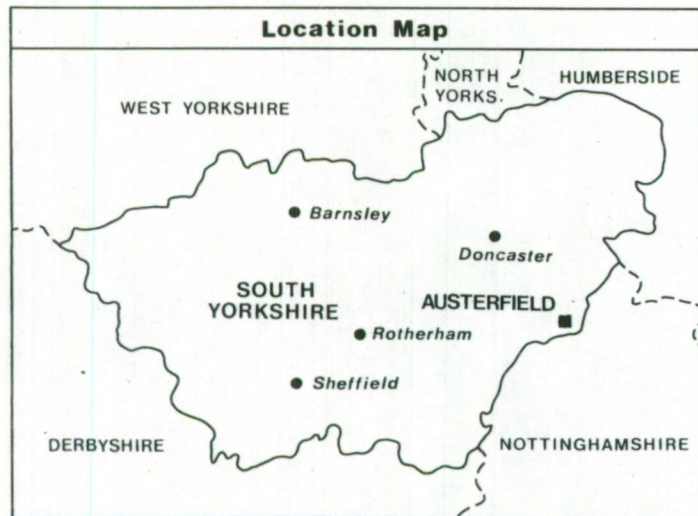 Location Map
NORTH
YORKS.
HUMBERSIDE
WEST YORKSHIRE
Barnsley
Doncaster
SOUTH
YORKSHIRE
AUSTERFIELD
Rotherham
Sheffield
DERBYSHIRE
NOTTINGHAMSHIRE